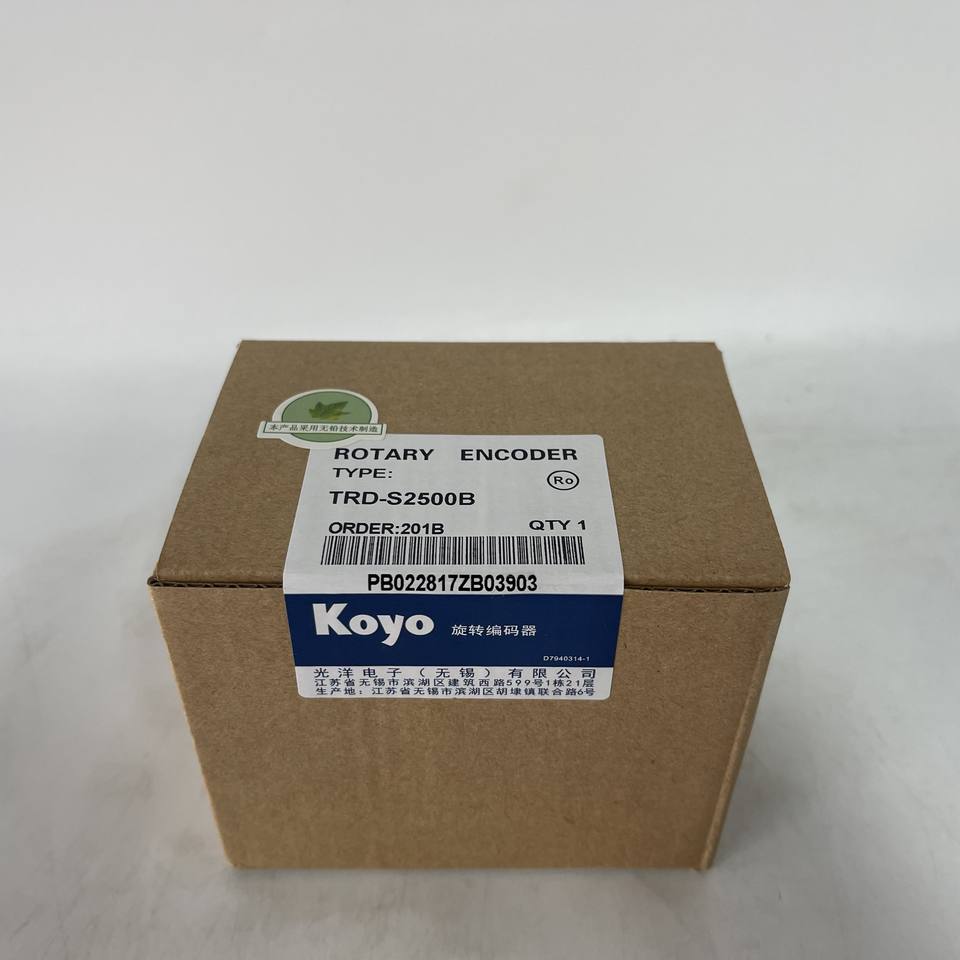 本产品采用无铅技术制造
ROTARY ENCODER
TYPE:
Ro
TRD-S2500B
ORDER:201B QTY 1
PB022817ZB03903
Koyo 旋转编码器
D7940314-1
光洋电子（无锡）有限公司
江苏省无锡市滨湖区建筑西路599号1栋21层
生产地：江苏省无锡市滨湖区胡埭镇联合路6号